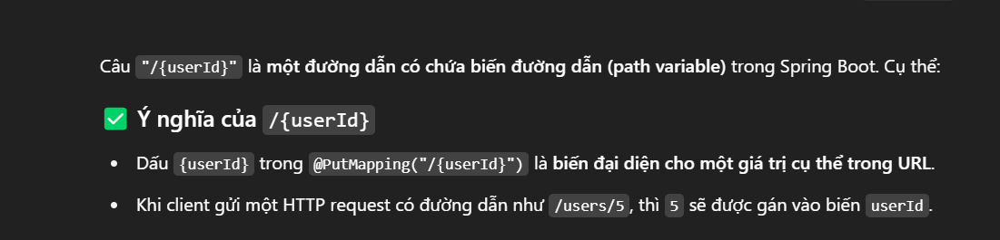 Câu "/{userId}" là một đường dẫn có chứa biến đường dẫn (path variable) trong Spring Boot. Cụ thể:
✅ Ý nghĩa của /{userId}
• Dấu {userId} trong @PutMapping("/{userId}") là biến đại diện cho một giá trị cụ thể trong URL.
• Khi client gửi một HTTP request có đường dẫn như /users/5, thì 5 sẽ được gán vào biến userId.